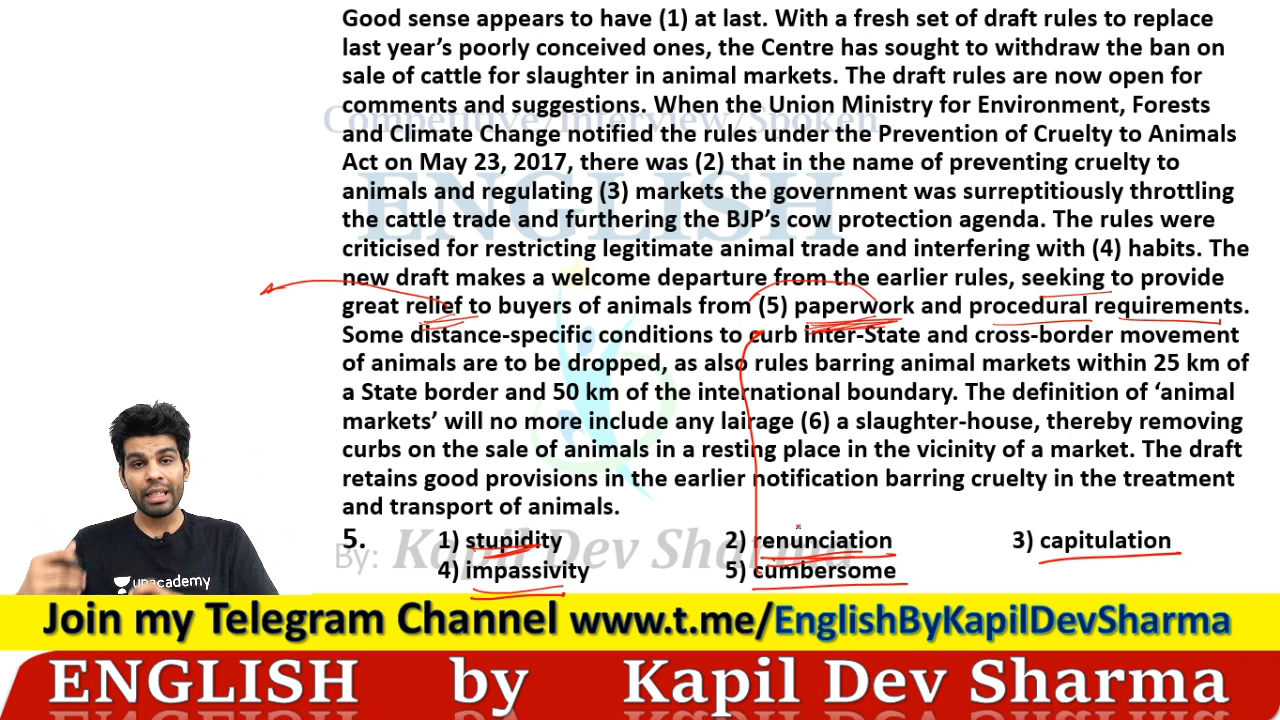 Good sense appears to have (1) at last. With a fresh set of draft rules to replace
last year's poorly conceived ones, the Centre has sought to withdraw the ban on
sale of cattle for slaughter in animal markets. The draft rules are now open for
comments and suggestions. When the Union Ministry for Environment, Forests
Competitive/Interview/Spoken
and Climate Change notified the rules under the Prevention of Cruelty to Animals
Act on May 23, 2017, there was (2) that in the name of preventing cruelty to
ENGLISH
animals and regulating (3) markets the government was surreptitiously throttling
the cattle trade and furthering the BJP's cow protection agenda. The rules were
criticised for restricting legitimate animal trade and interfering with (4) habits. The
new draft makes a welcome departure from the earlier rules, seeking to provide
great relief to buyers of animals from (5) paperwork and procedural requirements.
Some distance-specific conditions to curb inter-State and cross-border movement
of animals are to be dropped, as also rules barring animal markets within 25 km of
a State border and 50 km of the international boundary. The definition of 'animal
markets' will no more include any lairage (6) a slaughter-house, thereby removing
curbs on the sale of animals in a resting place in the vicinity of a market. The draft
retains good provisions in the earlier notification barring cruelty in the treatment
and transport of animals.
5. 1) stupidity 2) renunciation 3) capitulation
By: Kapil Dev Sharma
4) impassivity 5) cumbersome
unacademy
Join my Telegram Channel www.t.me/EnglishByKapilDevSharma
ENGLISH by Kapil Dev Sharma